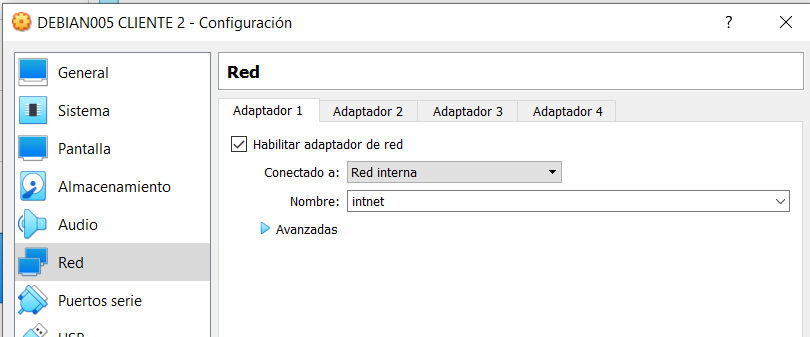 DEBIAN005 CLIENTE 2 - Configuración
?
General
Sistema
Pantalla
Almacenamiento
Audio
Red
Puertos serie
USB
Red
Adaptador 1 Adaptador 2 Adaptador 3 Adaptador 4
Habilitar adaptador de red
Conectado a: Red interna
Nombre: intnet
Avanzadas